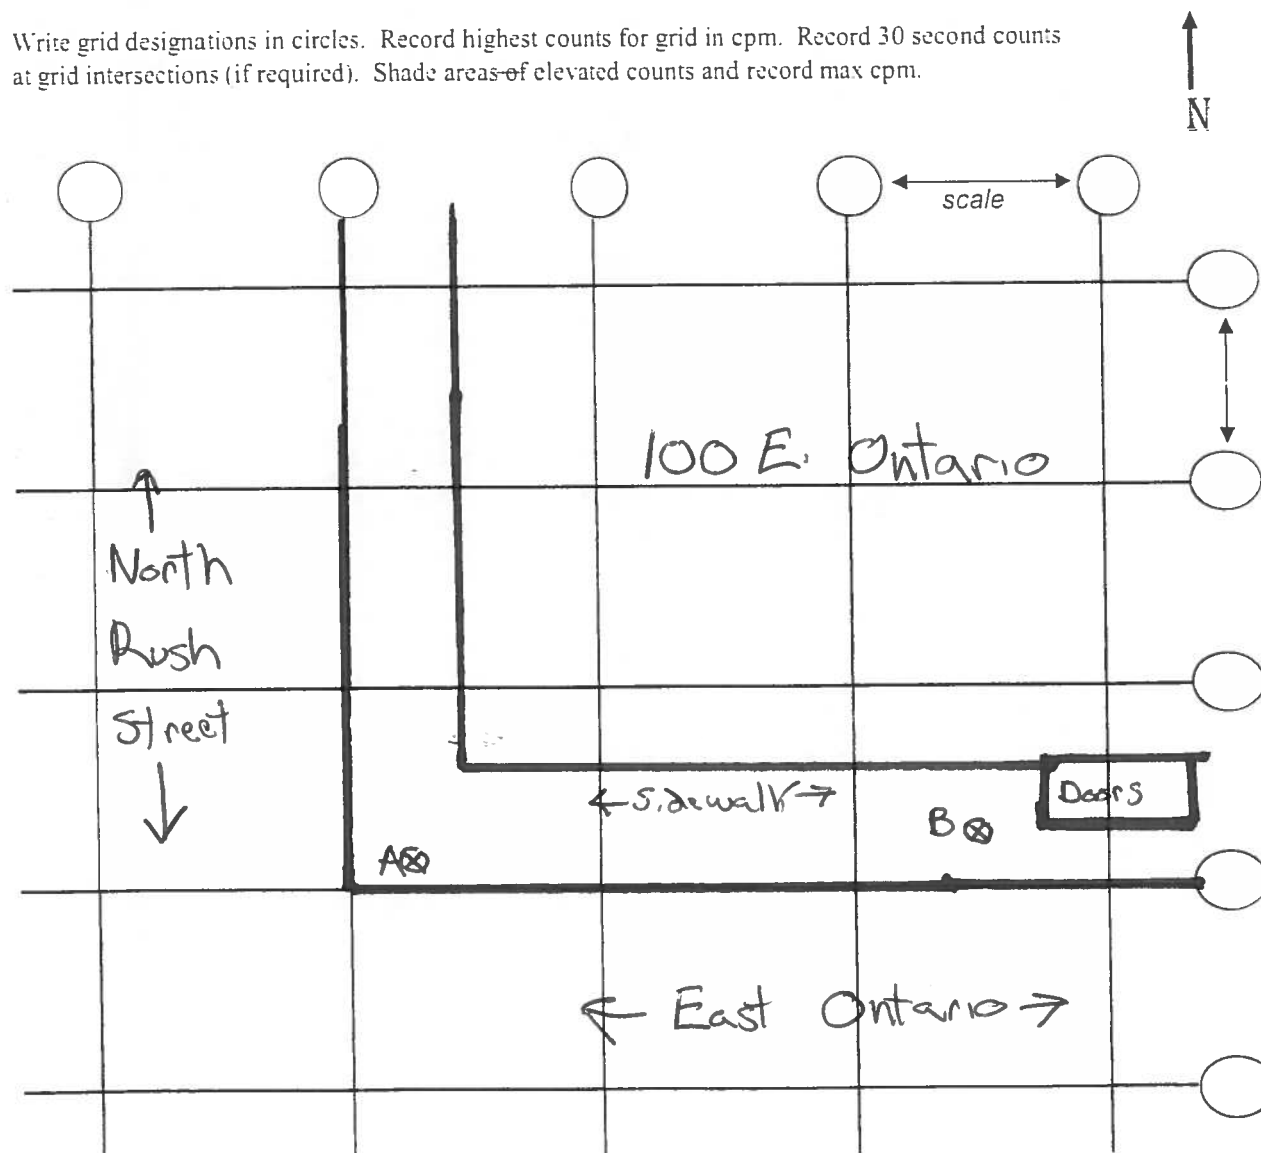 Write grid designations in circles. Record highest counts for grid in cpm. Record 30 second counts
at grid intersections (if required). Shade areas of elevated counts and record max cpm.
N
scale
100 E. Ontario
North
Rush
Street
Doors
←Sidewalk→
B⊗
A⊗
← East Ontario →